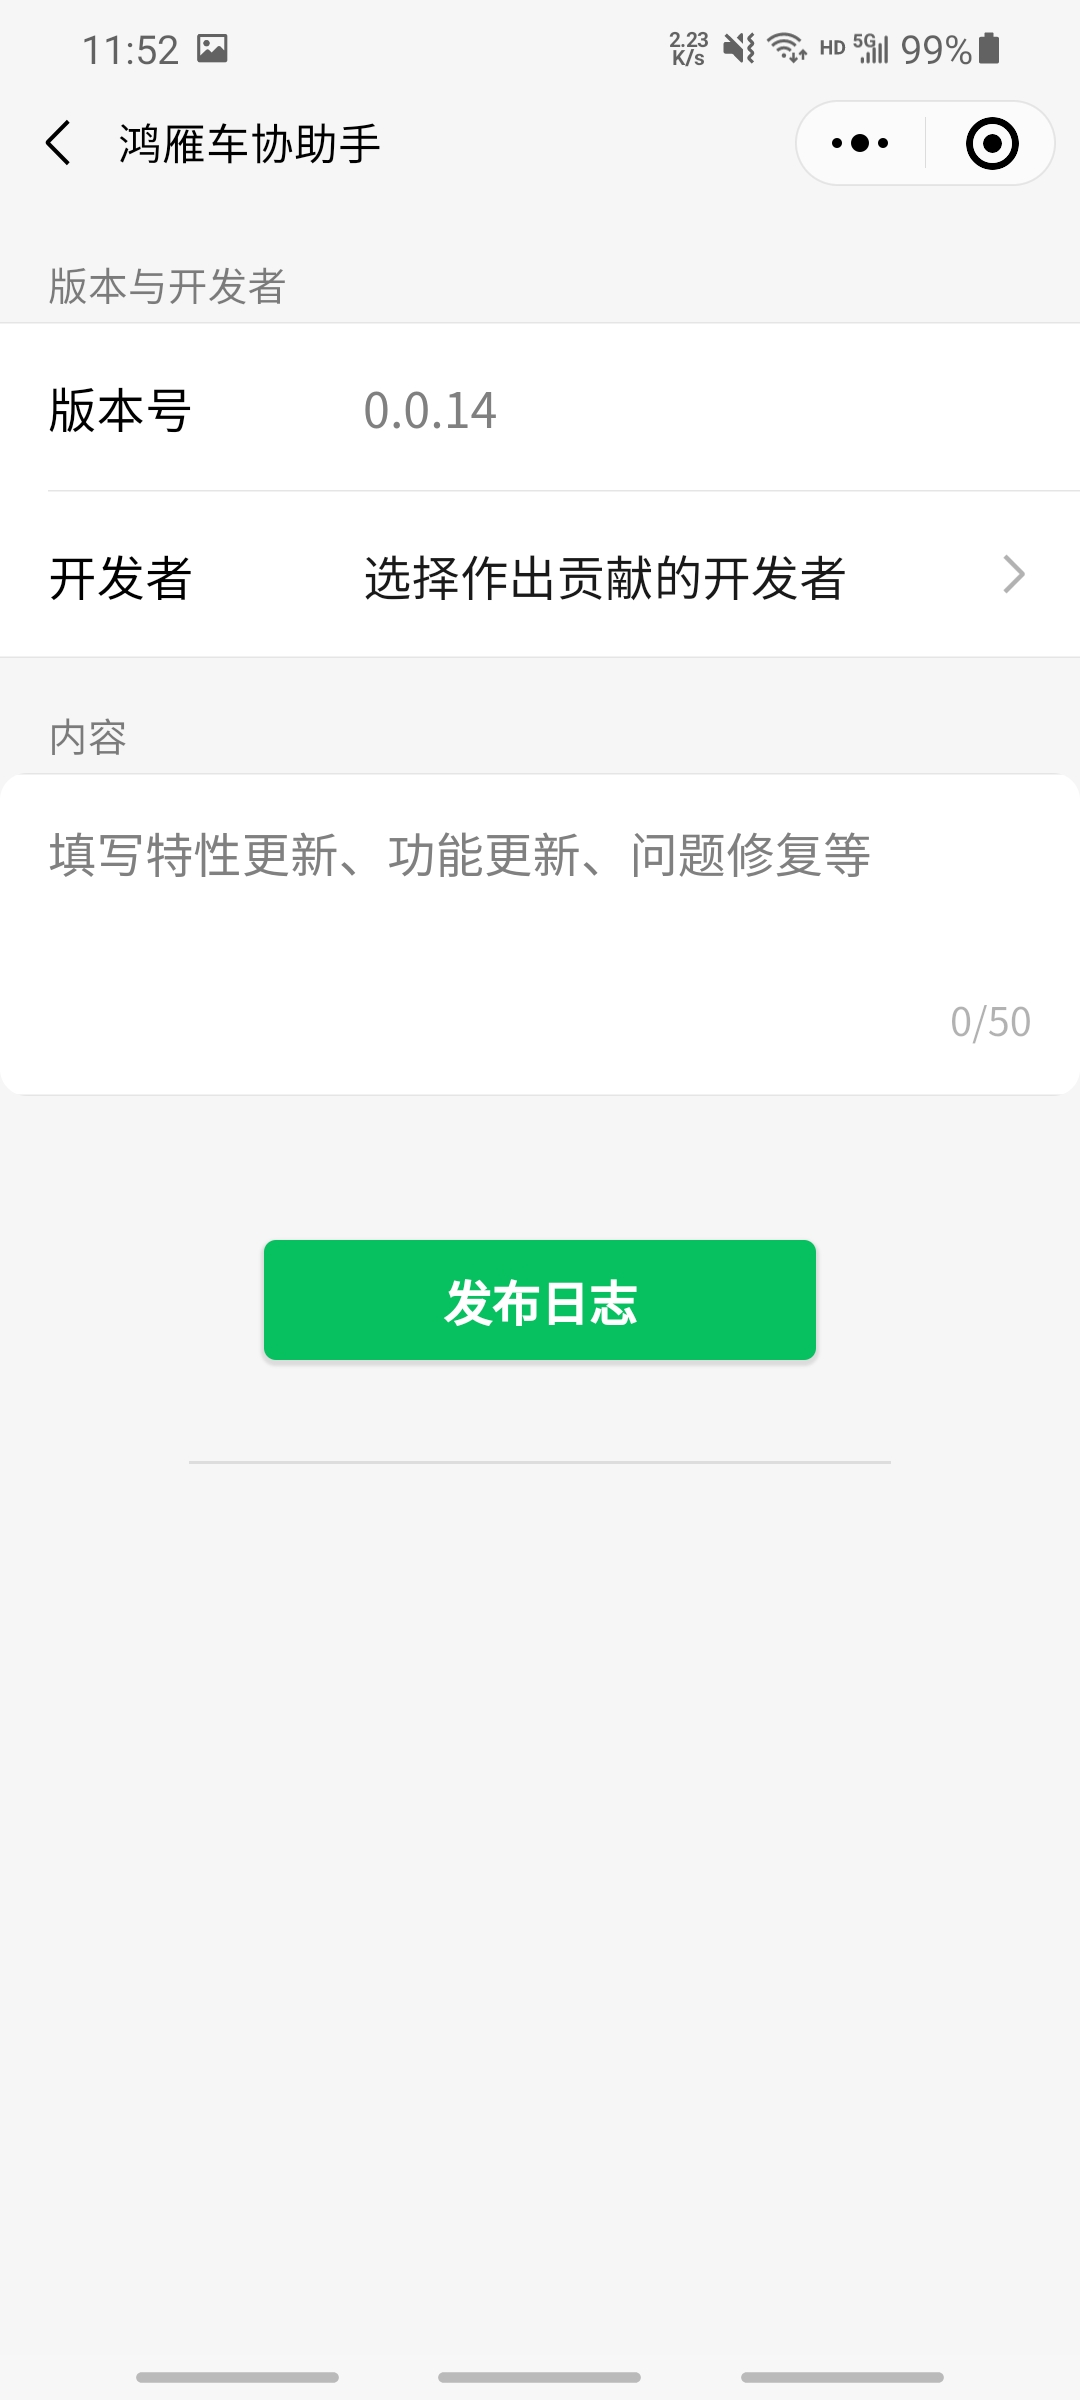 11:52
2.23 K/s HD 5G 99%
鸿雁车协助手
版本与开发者
版本号 0.0.14
开发者 选择作出贡献的开发者
内容
填写特性更新、功能更新、问题修复等
0/50
发布日志